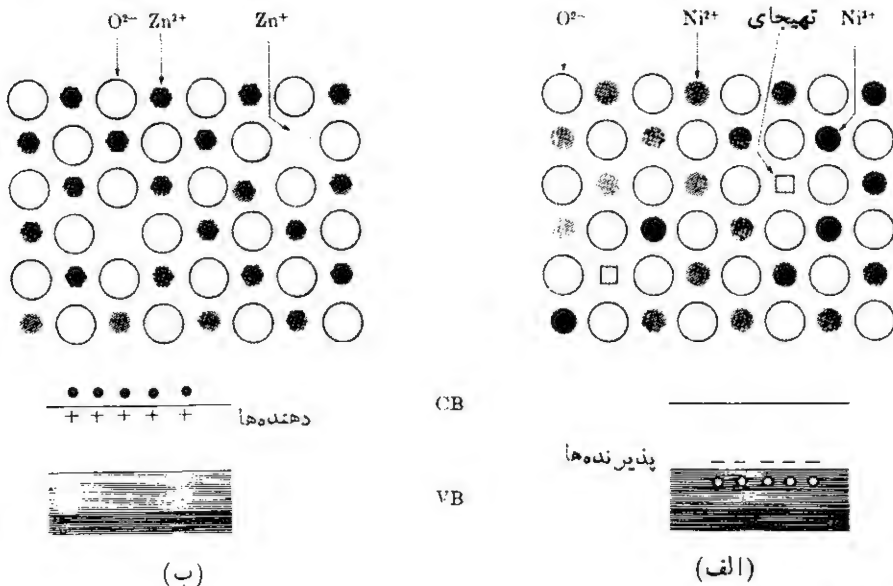 O²⁻ Zn²⁺ Zn⁺
O²⁻ Ni²⁺ تهیجای Ni³⁺
دهنده‌ها
CB
پذیرنده‌ها
VB
(ب)
(الف)